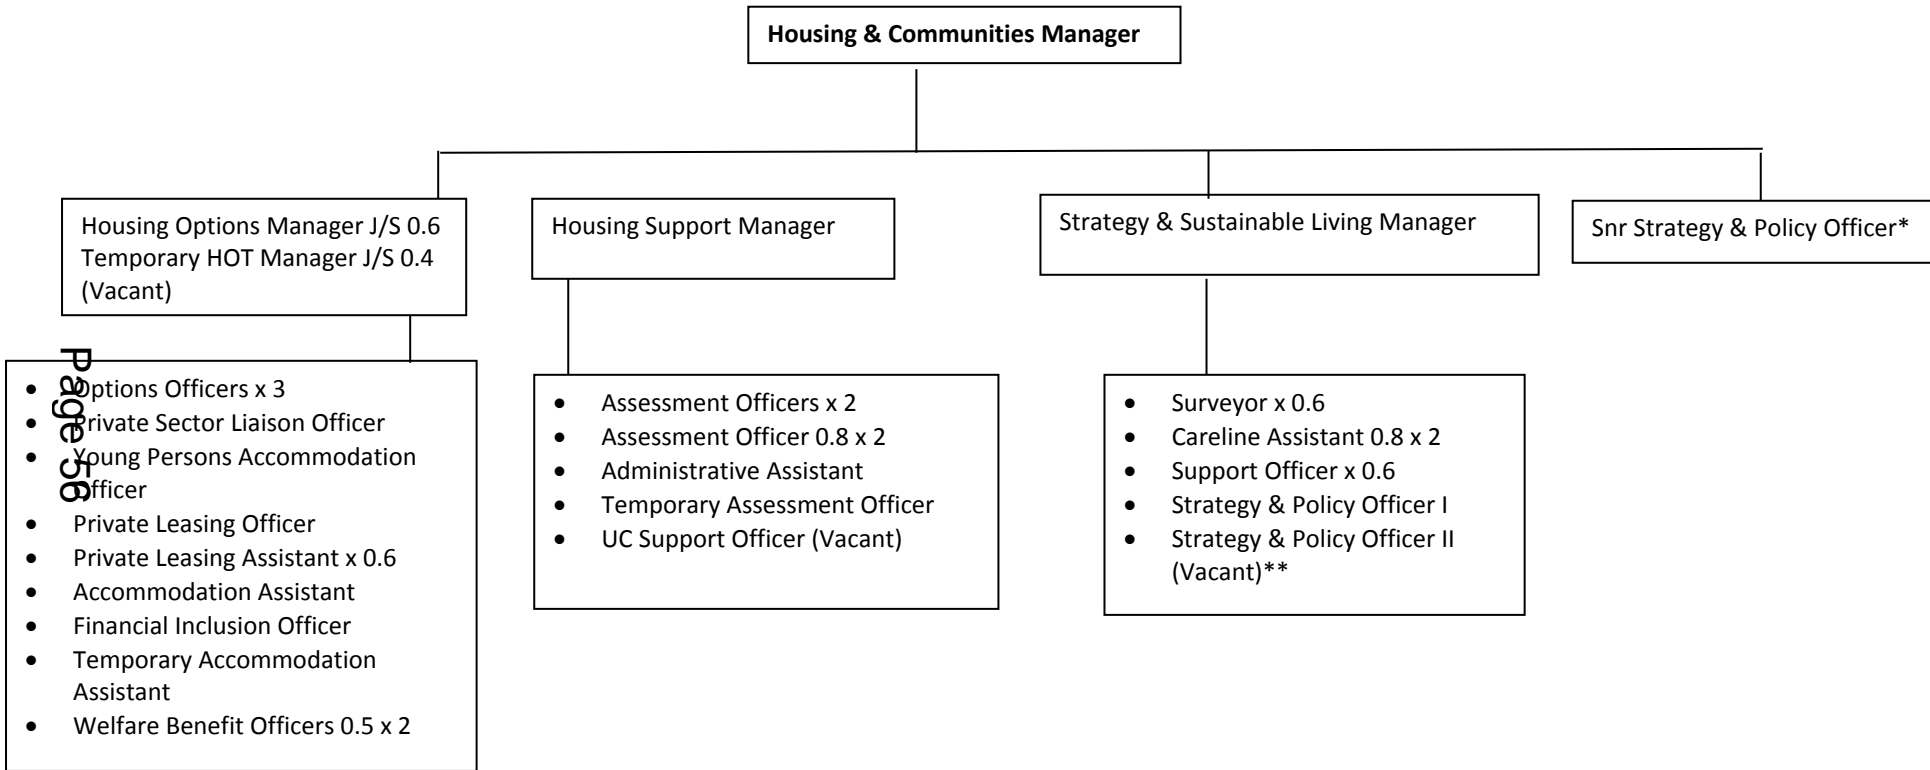 Housing & Communities Manager
Housing Options Manager J/S 0.6
Temporary HOT Manager J/S 0.4
(Vacant)
Housing Support Manager
Strategy & Sustainable Living Manager
Snr Strategy & Policy Officer*
Page 56
• Options Officers x 3
• Private Sector Liaison Officer
• Young Persons Accommodation
Officer
• Private Leasing Officer
• Private Leasing Assistant x 0.6
• Accommodation Assistant
• Financial Inclusion Officer
• Temporary Accommodation
Assistant
• Welfare Benefit Officers 0.5 x 2
• Assessment Officers x 2
• Assessment Officer 0.8 x 2
• Administrative Assistant
• Temporary Assessment Officer
• UC Support Officer (Vacant)
• Surveyor x 0.6
• Careline Assistant 0.8 x 2
• Support Officer x 0.6
• Strategy & Policy Officer I
• Strategy & Policy Officer II
(Vacant)**